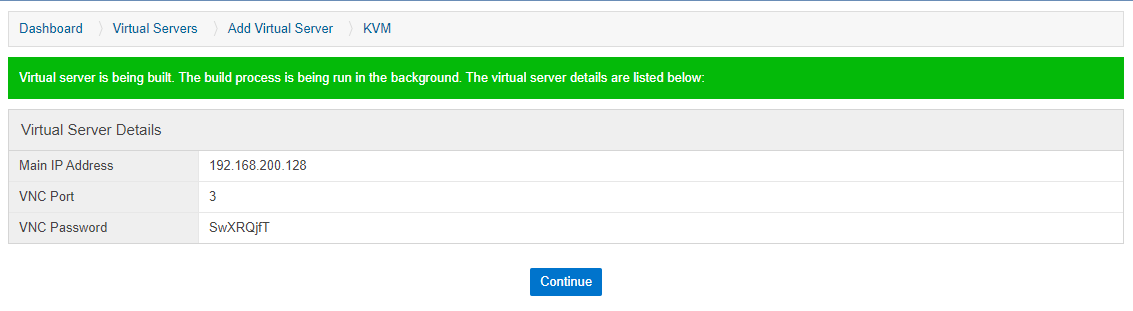 Dashboard Virtual Servers Add Virtual Server KVM
Virtual server is being built. The build process is being run in the background. The virtual server details are listed below:
Virtual Server Details
Main IP Address 192.168.200.128
VNC Port 3
VNC Password SwXRQjfT
Continue